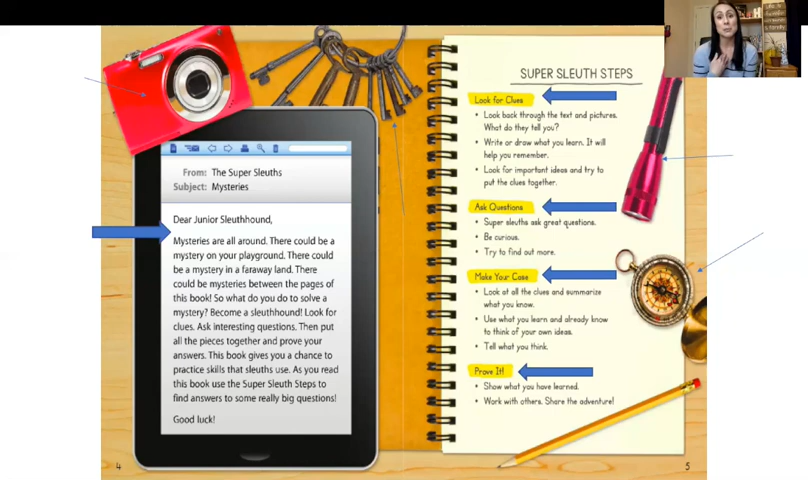 From: The Super Sleuths
Subject: Mysteries
Dear Junior Sleuthhound,
Mysteries are all around. There could be a
mystery on your playground. There could
be a mystery in a faraway land. There
could be mysteries between the pages of
this book! So what do you do to solve a
mystery? Become a sleuthhound! Look for
clues. Ask interesting questions. Then put
all the pieces together and prove your
answers. This book gives you a chance to
practice skills that sleuths use. As you read
this book use the Super Sleuth Steps to
find answers to some really big questions!
Good luck!
4
SUPER SLEUTH STEPS
Look for Clues
• Look back through the text and pictures.
What do they tell you?
• Write or draw what you learn. It will
help you remember.
• Look for important ideas and try to
put the clues together.
Ask Questions
• Super sleuths ask great questions.
• Be curious.
• Try to find out more.
Make Your Case
• Look at all the clues and summarize
what you know.
• Use what you learn and already know
to think of your own ideas.
• Tell what you think.
Prove It!
• Show what you have learned.
• Work with others. Share the adventure!
5